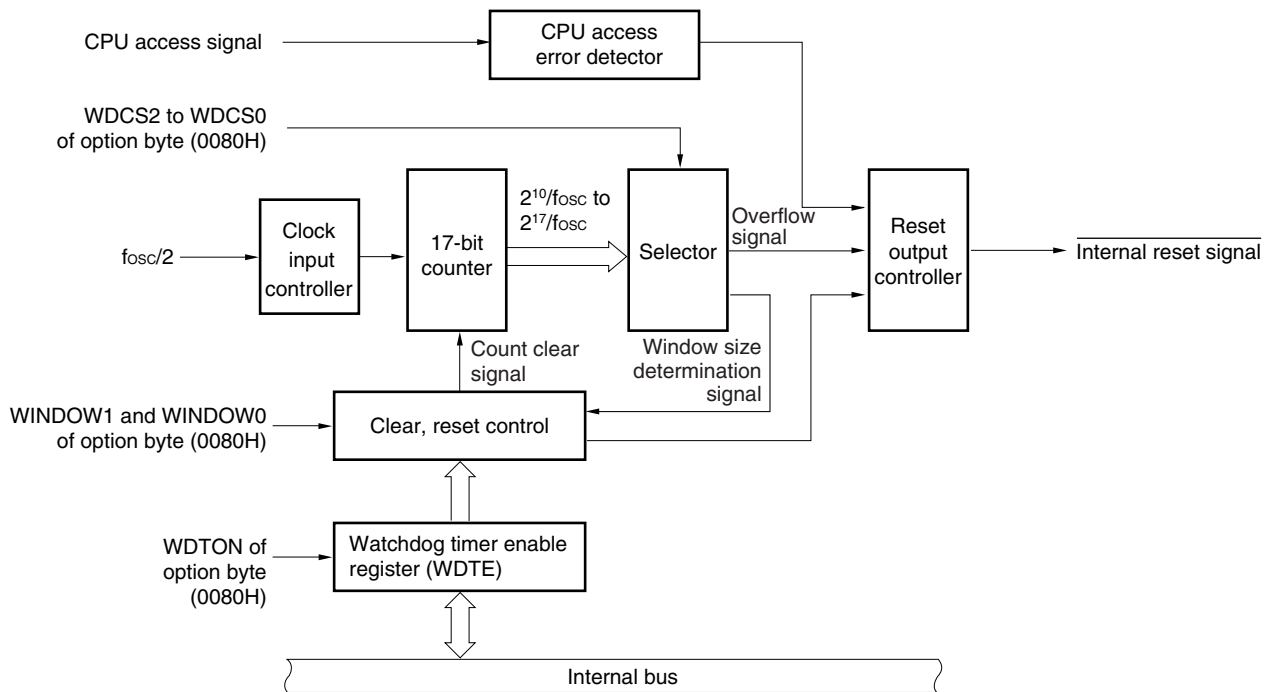 CPU access signal
CPU access
error detector
WDCS2 to WDCS0
of option byte (0080H)
fOSC/2
Clock
input
controller
17-bit
counter
2¹⁰/fOSC to
2¹⁷/fOSC
Selector
Overflow
signal
Reset
output
controller
Internal reset signal
Count clear
signal
Window size
determination
signal
WINDOW1 and WINDOW0
of option byte (0080H)
Clear, reset control
WDTON of
option byte
(0080H)
Watchdog timer enable
register (WDTE)
Internal bus